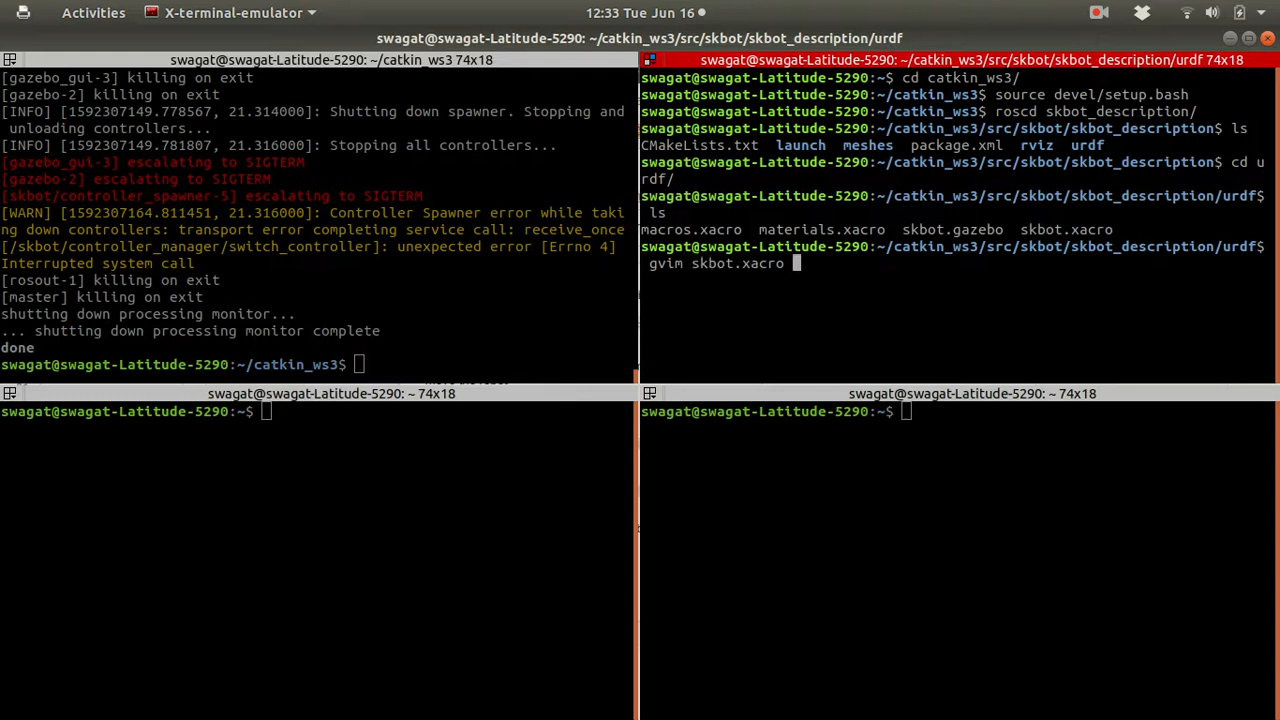 Activities X-terminal-emulator 12:33 Tue Jun 16
swagat@swagat-Latitude-5290: ~/catkin_ws3/src/skbot/skbot_description/urdf
swagat@swagat-Latitude-5290: ~/catkin_ws3 74x18
[gazebo_gui-3] killing on exit
[gazebo-2] killing on exit
[INFO] [1592307149.778567, 21.314000]: Shutting down spawner. Stopping and
unloading controllers...
[INFO] [1592307149.781807, 21.316000]: Stopping all controllers...
[gazebo_gui-3] escalating to SIGTERM
[gazebo-2] escalating to SIGTERM
[skbot/controller_spawner-5] escalating to SIGTERM
[WARN] [1592307164.811451, 21.316000]: Controller Spawner error while taki
ng down controllers: transport error completing service call: receive_once
[/skbot/controller_manager/switch_controller]: unexpected error [Errno 4]
Interrupted system call
[rosout-1] killing on exit
[master] killing on exit
shutting down processing monitor...
... shutting down processing monitor complete
done
swagat@swagat-Latitude-5290:~/catkin_ws3$
swagat@swagat-Latitude-5290: ~/catkin_ws3/src/skbot/skbot_description/urdf 74x18
swagat@swagat-Latitude-5290:~$ cd catkin_ws3/
swagat@swagat-Latitude-5290:~/catkin_ws3$ source devel/setup.bash
swagat@swagat-Latitude-5290:~/catkin_ws3$ roscd skbot_description/
swagat@swagat-Latitude-5290:~/catkin_ws3/src/skbot/skbot_description$ ls
CMakeLists.txt launch meshes package.xml rviz urdf
swagat@swagat-Latitude-5290:~/catkin_ws3/src/skbot/skbot_description$ cd u
rdf/
swagat@swagat-Latitude-5290:~/catkin_ws3/src/skbot/skbot_description/urdf$
ls
macros.xacro materials.xacro skbot.gazebo skbot.xacro
swagat@swagat-Latitude-5290:~/catkin_ws3/src/skbot/skbot_description/urdf$
gvim skbot.xacro
swagat@swagat-Latitude-5290: ~ 74x18
swagat@swagat-Latitude-5290:~$
swagat@swagat-Latitude-5290: ~ 74x18
swagat@swagat-Latitude-5290:~$